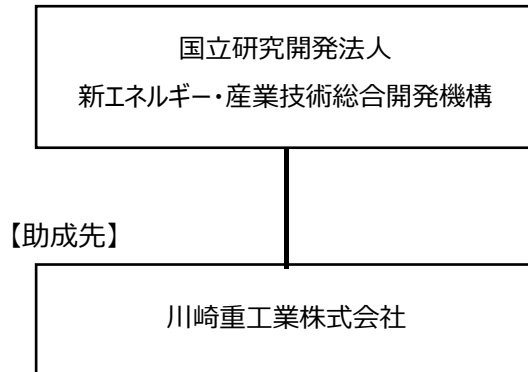 国立研究開発法人
新エネルギー・産業技術総合開発機構
【助成先】
川崎重工業株式会社